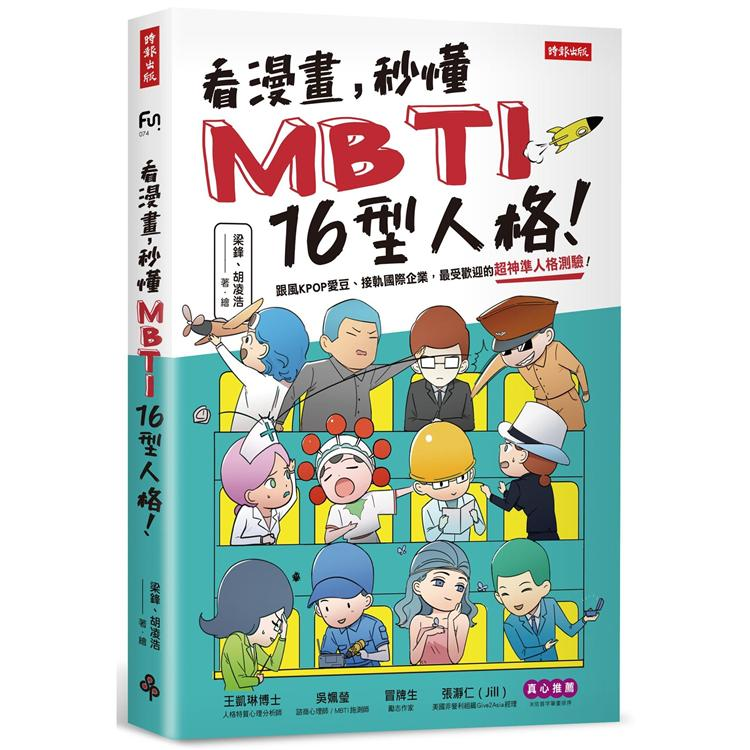 時報出版
Fun.
074
看漫畫,秒懂
MBTI
16型人格!
梁鋒、胡凌浩
著.繪
時報出版
看漫畫,秒懂
MBTI
16型人格!
梁鋒、胡凌浩
著.繪
跟風KPOP愛豆、接軌國際企業,最受歡迎的超神準人格測驗!
王凱琳博士
人格特質心理分析師
吳姵瑩
諮商心理師/MBTI施測師
冒牌生
勵志作家
張瀞仁(Jill)
美國非營利組織Give2Asia經理
真心推薦
※依首字筆畫排序